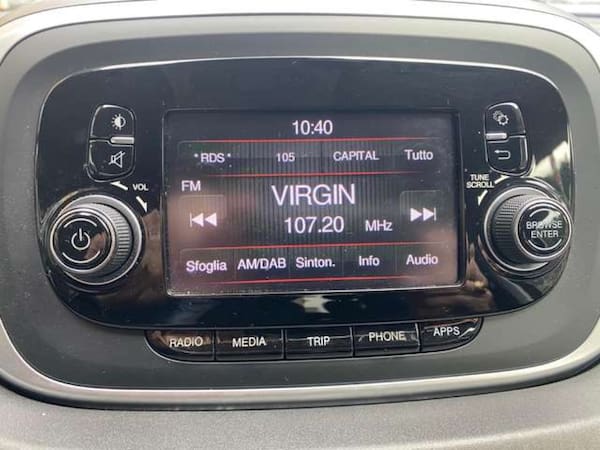 10:40
"RDS" 105 CAPITAL Tutto
FM
VIRGIN
107.20 MHz
Sfoglia AM/DAB Sinton. Info Audio
VOL
TUNE
SCROLL
BROWSE
ENTER
RADIO MEDIA TRIP PHONE APPS